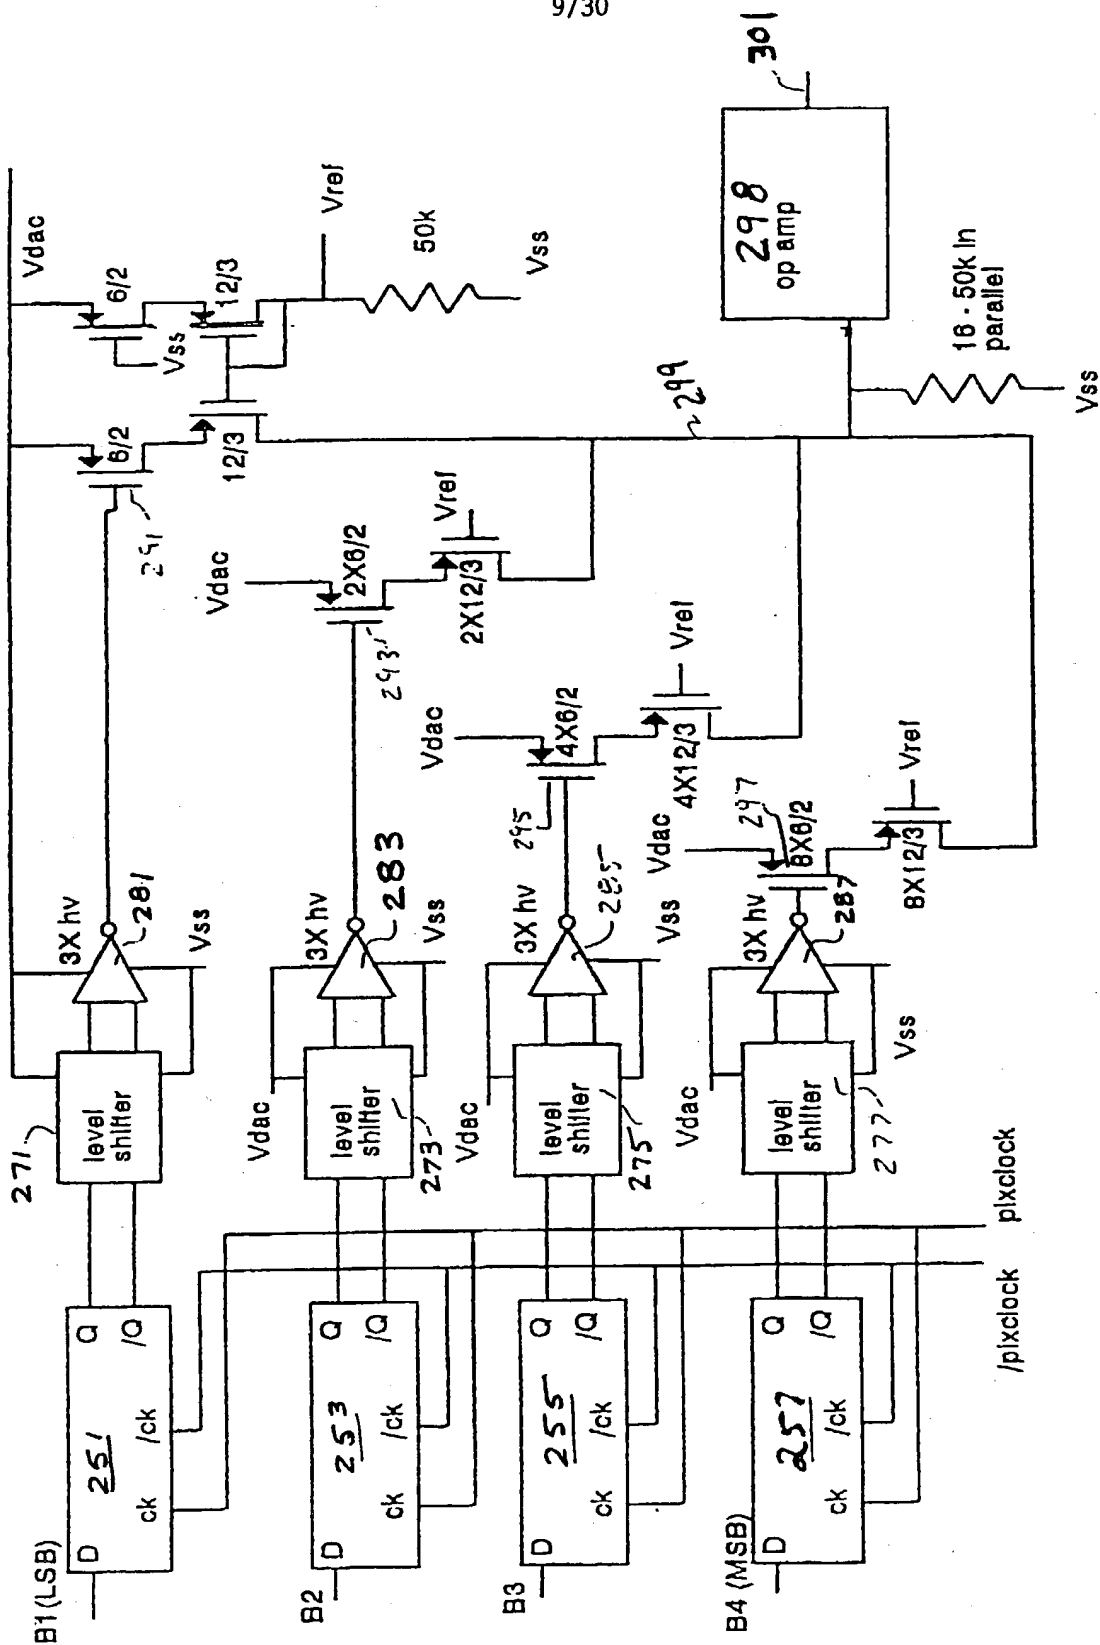 9/30
B1 (LSB)
D
251
ck
/ck
Q
/Q
271
level
shifter
3X hv
281
Vss
291
6/2
12/3
Vdac
6/2
Vss
12/3
Vref
50k
Vss
B2
D
253
ck
/ck
Q
/Q
Vdac
level
shifter
273
3X hv
283
Vss
Vdac
293
2X6/2
2X12/3
Vref
B3
D
255
ck
/ck
Q
/Q
Vdac
level
shifter
275
3X hv
285
Vss
Vdac
295
4X6/2
4X12/3
Vref
299
B4 (MSB)
D
257
ck
/ck
Q
/Q
Vdac
level
shifter
277
Vss
3X hv
287
Vdac
297
8X6/2
8X12/3
Vref
298
op amp
301
16 - 50k in
parallel
Vss
/pixclock
pixclock